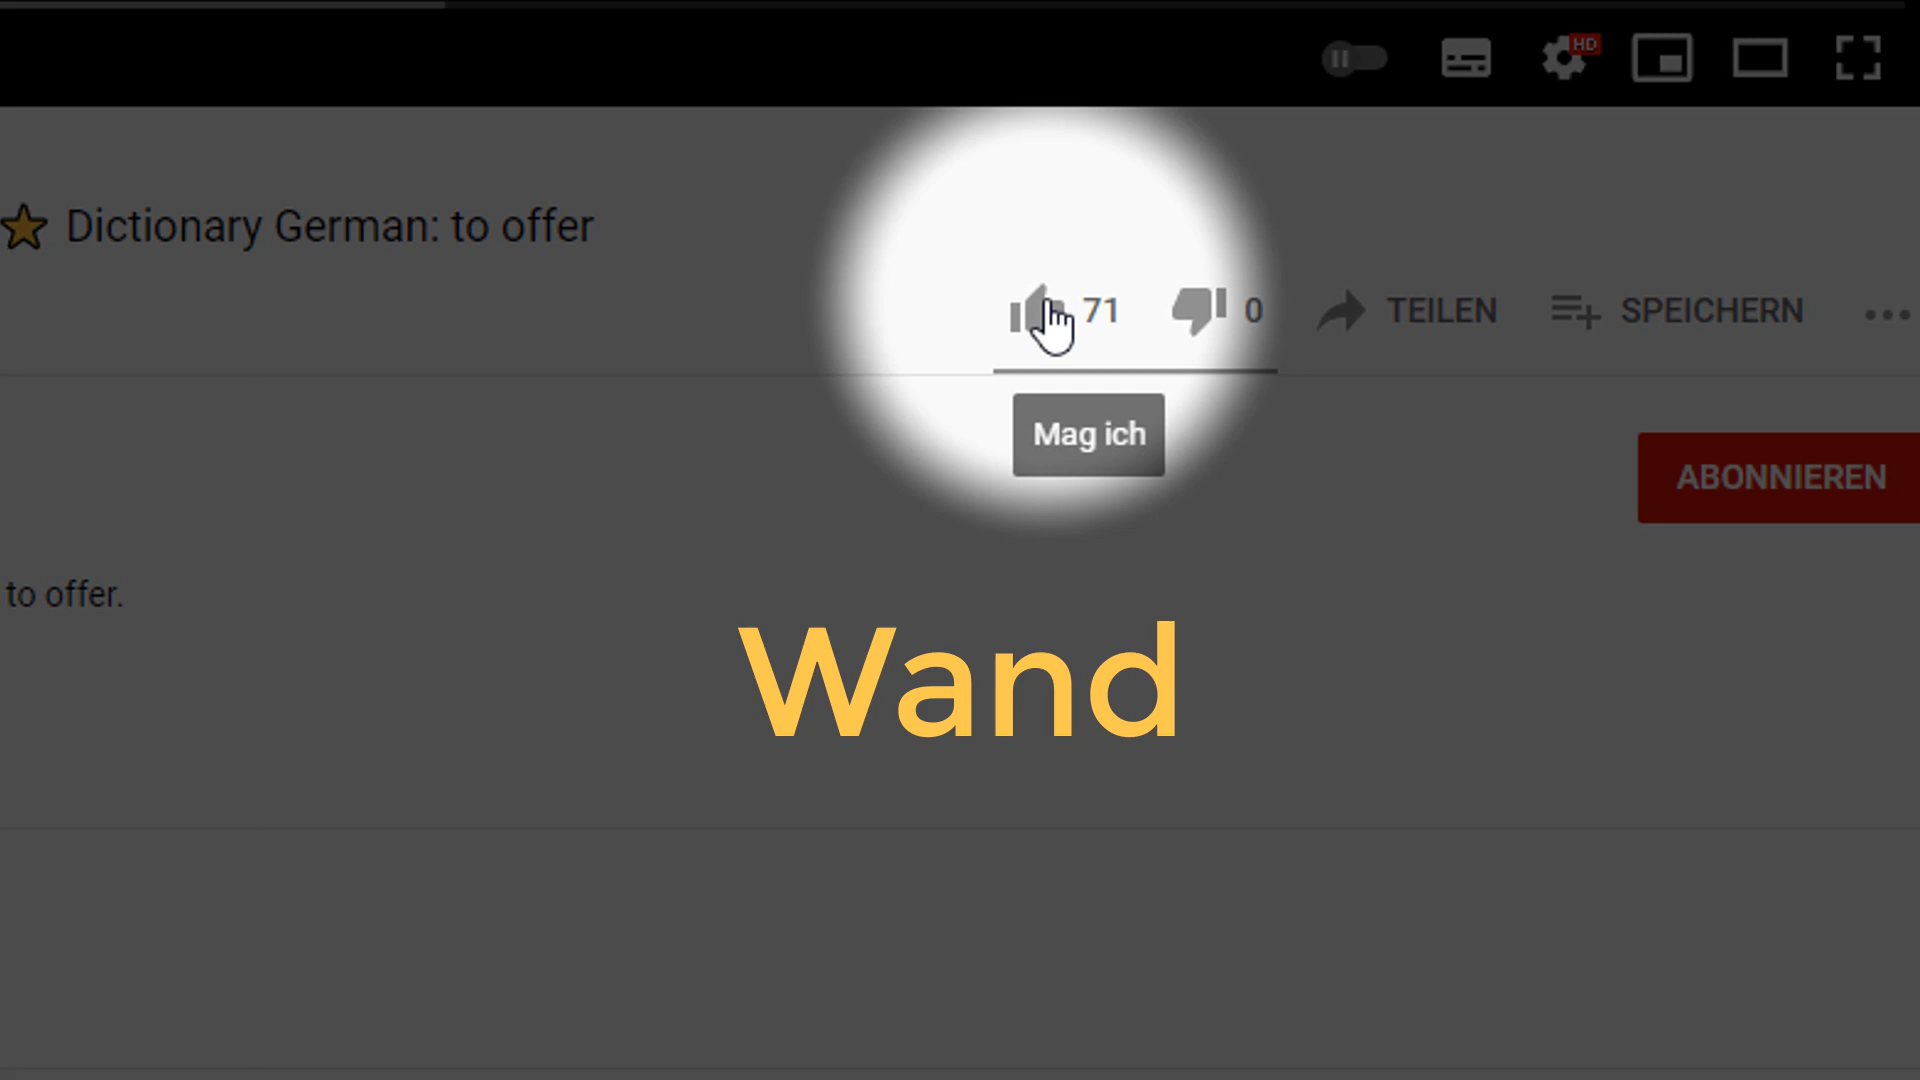 HD
Dictionary German: to offer
71 0 TEILEN SPEICHERN
Mag ich
ABONNIEREN
to offer.
Wand